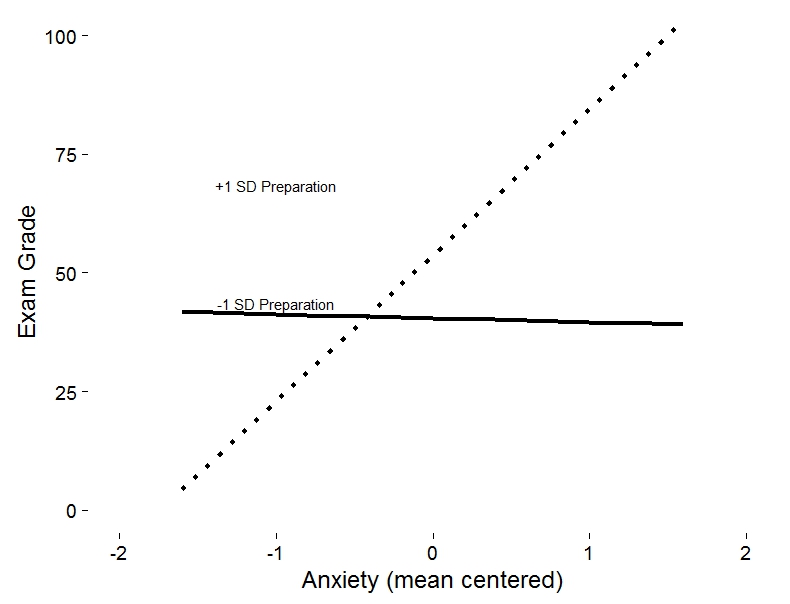 100
75
50
25
0
Exam Grade
+1 SD Preparation
-1 SD Preparation
-2
-1
0
1
2
Anxiety (mean centered)